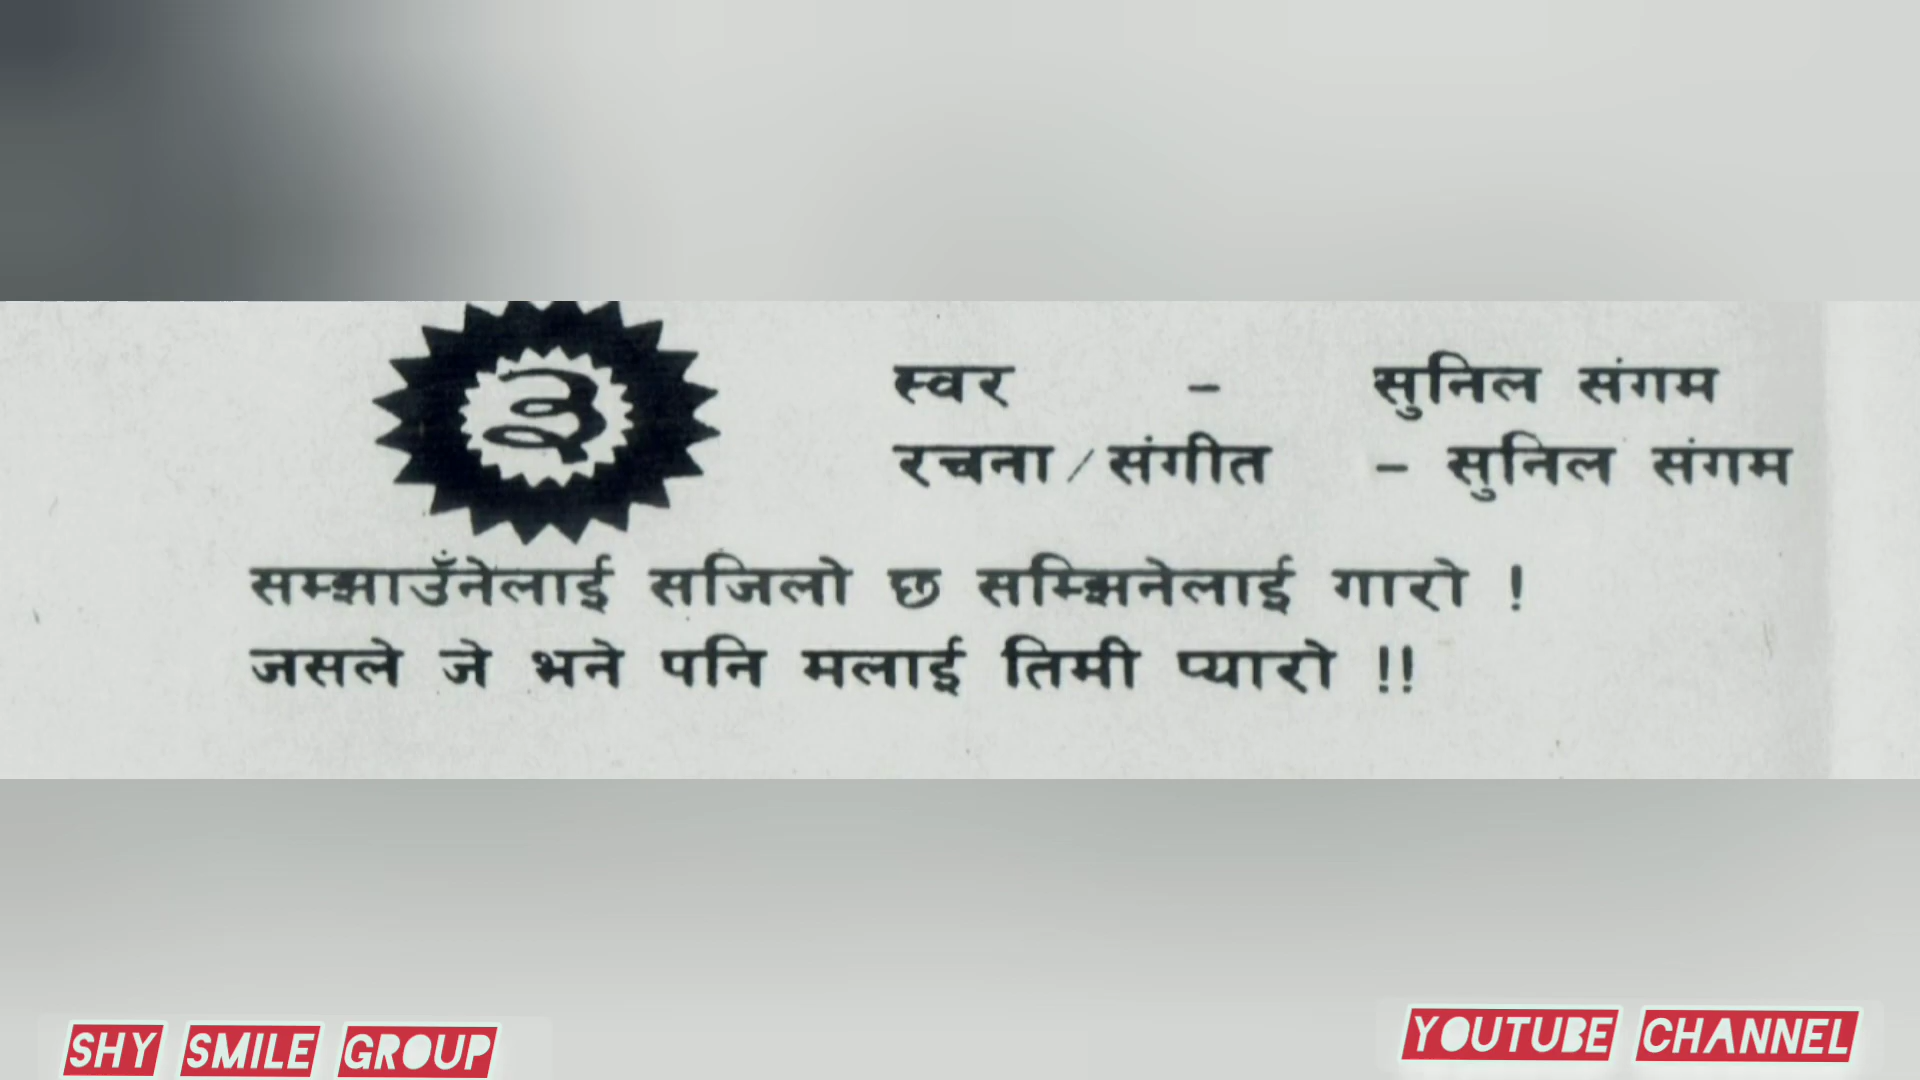 ३
स्वर - सुनिल संगम
रचना/संगीत - सुनिल संगम
सम्झाउँनेलाई सजिलो छ सम्झिनेलाई गारो !
जसले जे भने पनि मलाई तिमी प्यारो !!
SHY SMILE GROUP
YOUTUBE CHANNEL